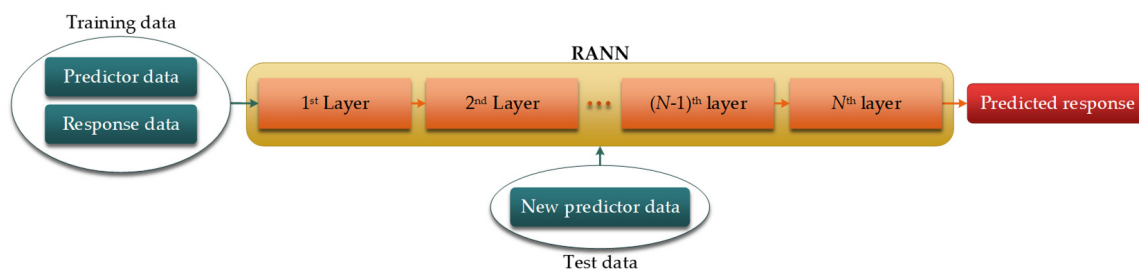 Training data
Predictor data
Response data
RANN
1st Layer
2nd Layer
•••
(N-1)th layer
Nth layer
Predicted response
New predictor data
Test data